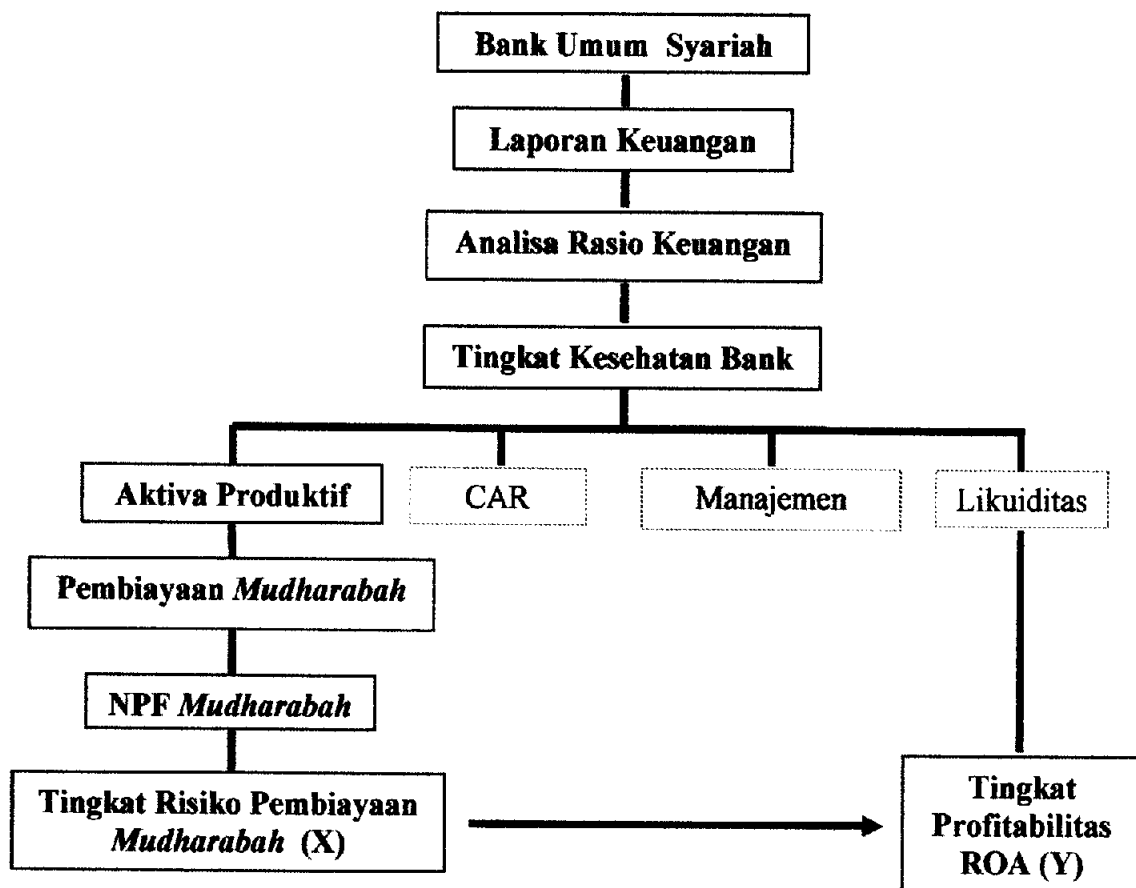 Bank Umum Syariah
Laporan Keuangan
Analisa Rasio Keuangan
Tingkat Kesehatan Bank
Aktiva Produktif
CAR
Manajemen
Likuiditas
Pembiayaan Mudharabah
NPF Mudharabah
Tingkat Risiko Pembiayaan
Mudharabah (X)
Tingkat
Profitabilitas
ROA (Y)